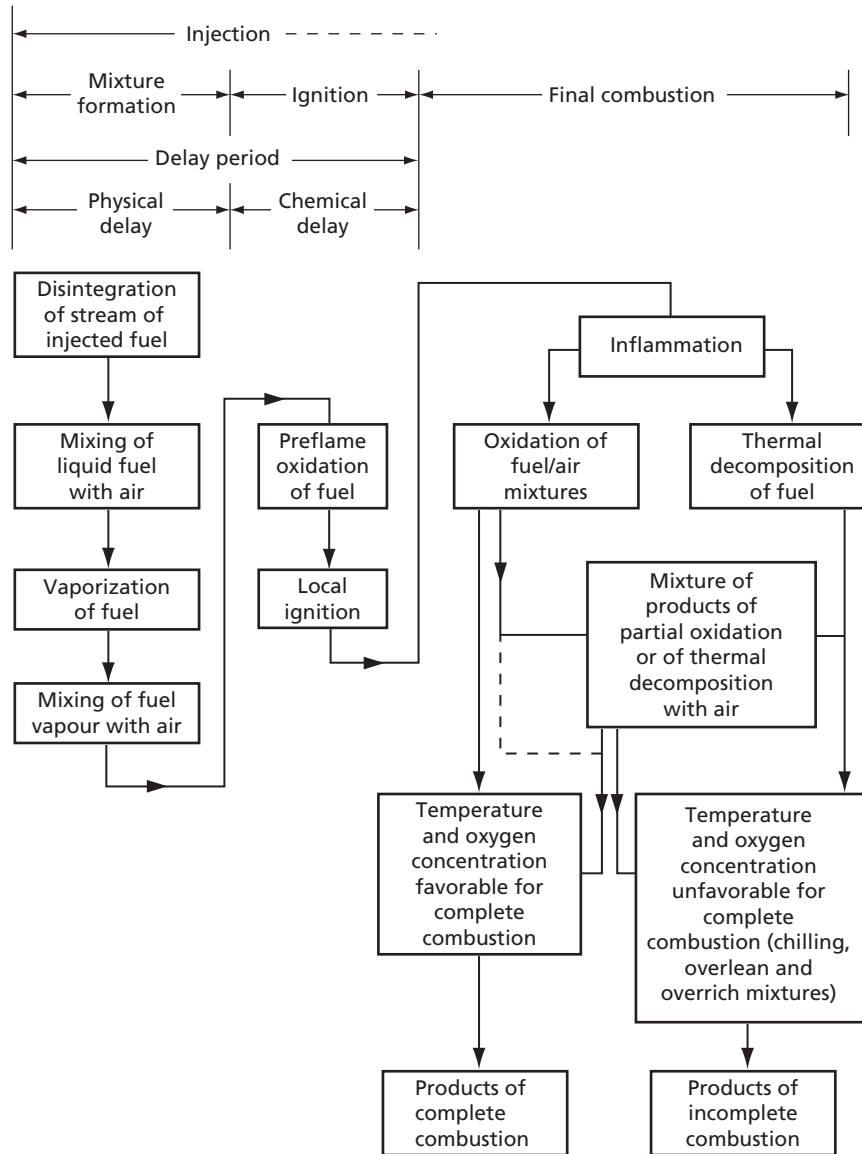 Injection
Mixture
formation
Ignition
Final combustion
Delay period
Physical
delay
Chemical
delay
Disintegration
of stream of
injected fuel
Inflammation
Mixing of
liquid fuel
with air
Preflame
oxidation
of fuel
Oxidation of
fuel/air
mixtures
Thermal
decomposition
of fuel
Vaporization
of fuel
Local
ignition
Mixture of
products of
partial oxidation
or of thermal
decomposition
with air
Mixing of fuel
vapour with air
Temperature
and oxygen
concentration
favorable for
complete
combustion
Temperature
and oxygen
concentration
unfavorable for
complete
combustion (chilling,
overlean and
overrich mixtures)
Products of
complete
combustion
Products of
incomplete
combustion